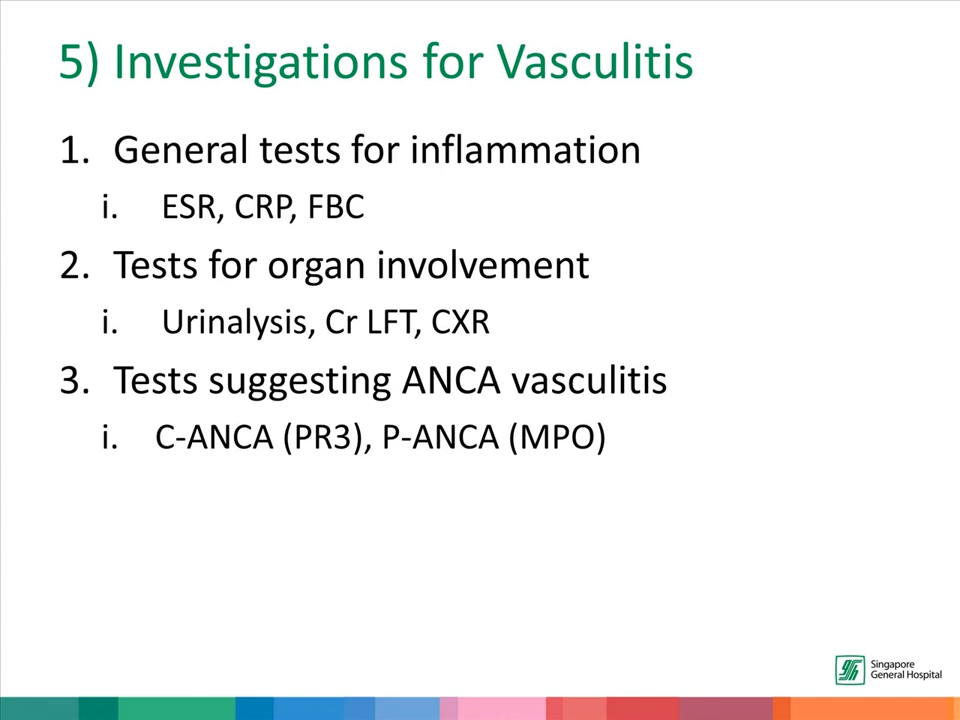 5) Investigations for Vasculitis
1. General tests for inflammation
i. ESR, CRP, FBC
2. Tests for organ involvement
i. Urinalysis, Cr LFT, CXR
3. Tests suggesting ANCA vasculitis
i. C-ANCA (PR3), P-ANCA (MPO)
Singapore
General Hospital